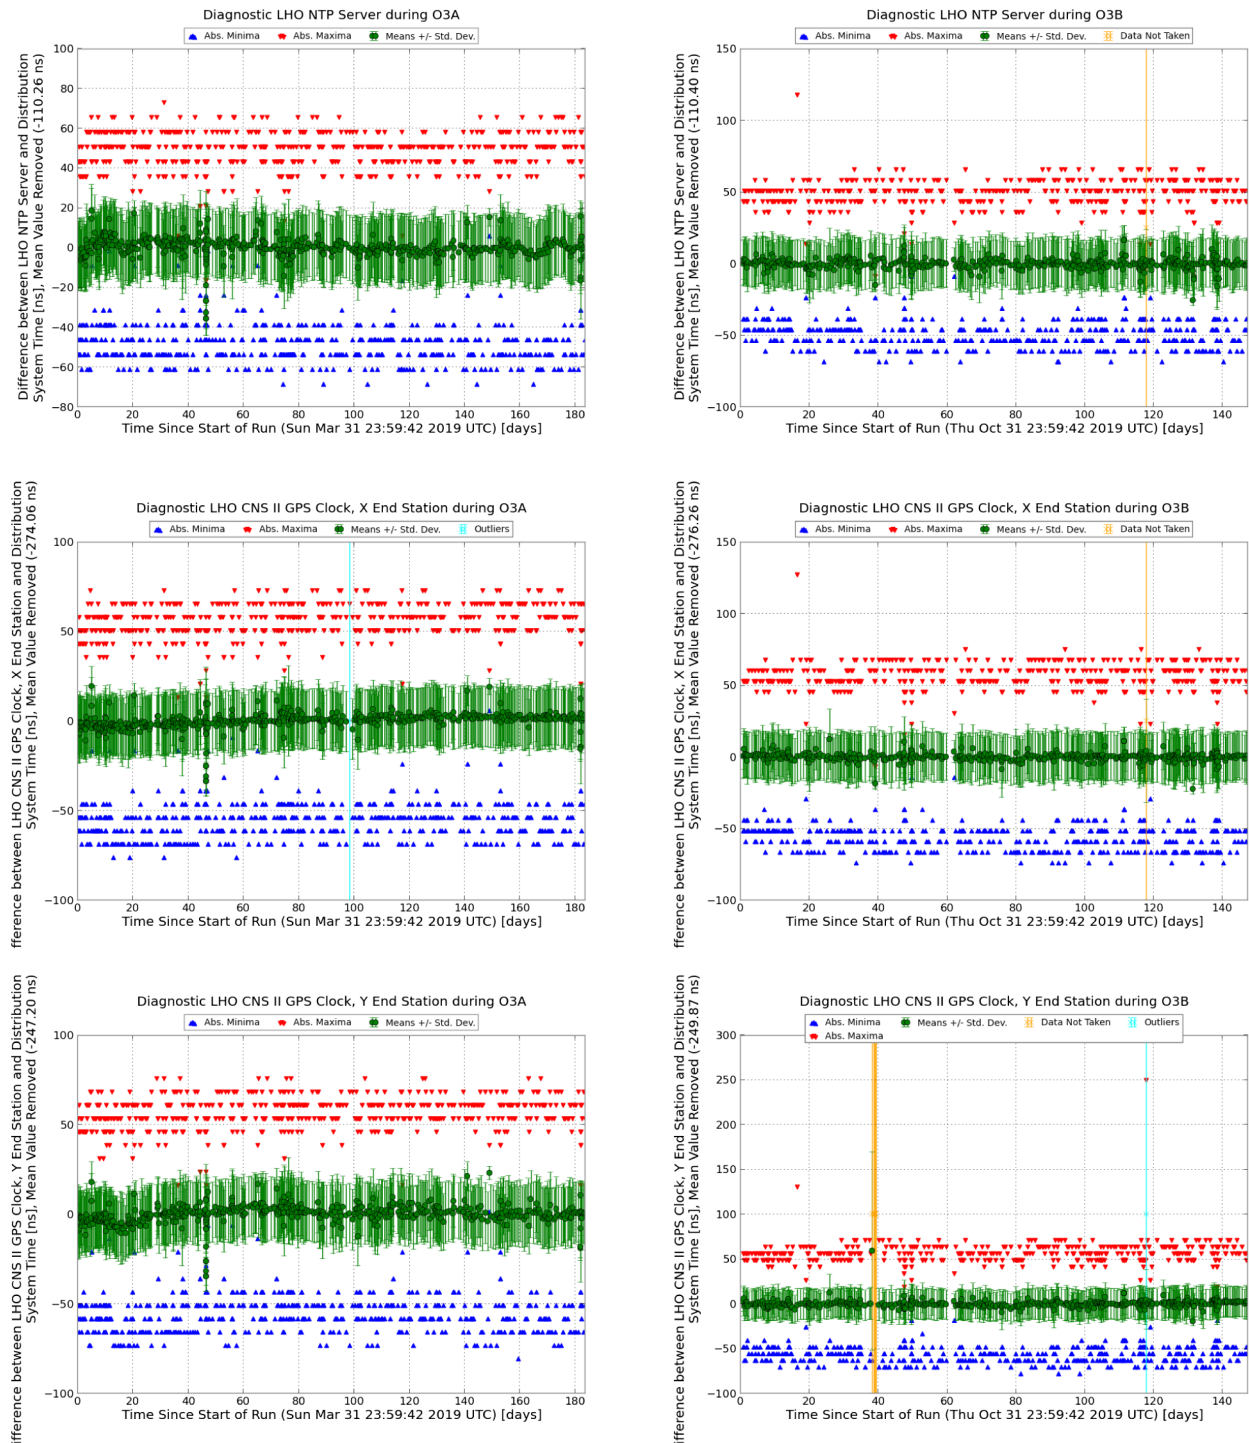 Diagnostic LHO NTP Server during O3A
Abs. Minima Abs. Maxima Means +/- Std. Dev.
Difference between LHO NTP Server and Distribution
System Time [ns], Mean Value Removed (-110.26 ns)
100
80
60
40
20
0
−20
−40
−60
−80
0 20 40 60 80 100 120 140 160 180
Time Since Start of Run (Sun Mar 31 23:59:42 2019 UTC) [days]
Diagnostic LHO NTP Server during O3B
Abs. Minima Abs. Maxima Means +/- Std. Dev. Data Not Taken
Difference between LHO NTP Server and Distribution
System Time [ns], Mean Value Removed (-110.40 ns)
150
100
50
0
−50
−100
0 20 40 60 80 100 120 140
Time Since Start of Run (Thu Oct 31 23:59:42 2019 UTC) [days]
Diagnostic LHO CNS II GPS Clock, X End Station during O3A
Abs. Minima Abs. Maxima Means +/- Std. Dev. Outliers
fference between LHO CNS II GPS Clock, X End Station and Distribution
System Time [ns], Mean Value Removed (-274.06 ns)
100
50
0
−50
−100
0 20 40 60 80 100 120 140 160 180
Time Since Start of Run (Sun Mar 31 23:59:42 2019 UTC) [days]
Diagnostic LHO CNS II GPS Clock, X End Station during O3B
Abs. Minima Abs. Maxima Means +/- Std. Dev. Data Not Taken
fference between LHO CNS II GPS Clock, X End Station and Distribution
System Time [ns], Mean Value Removed (-276.26 ns)
150
100
50
0
−50
−100
0 20 40 60 80 100 120 140
Time Since Start of Run (Thu Oct 31 23:59:42 2019 UTC) [days]
Diagnostic LHO CNS II GPS Clock, Y End Station during O3A
Abs. Minima Abs. Maxima Means +/- Std. Dev.
ifference between LHO CNS II GPS Clock, Y End Station and Distribution
System Time [ns], Mean Value Removed (-247.20 ns)
100
50
0
−50
−100
0 20 40 60 80 100 120 140 160 180
Time Since Start of Run (Sun Mar 31 23:59:42 2019 UTC) [days]
Diagnostic LHO CNS II GPS Clock, Y End Station during O3B
Abs. Minima Means +/- Std. Dev. Data Not Taken Outliers
Abs. Maxima
ifference between LHO CNS II GPS Clock, Y End Station and Distribution
System Time [ns], Mean Value Removed (-249.87 ns)
300
250
200
150
100
50
0
−50
−100
0 20 40 60 80 100 120 140
Time Since Start of Run (Thu Oct 31 23:59:42 2019 UTC) [days]